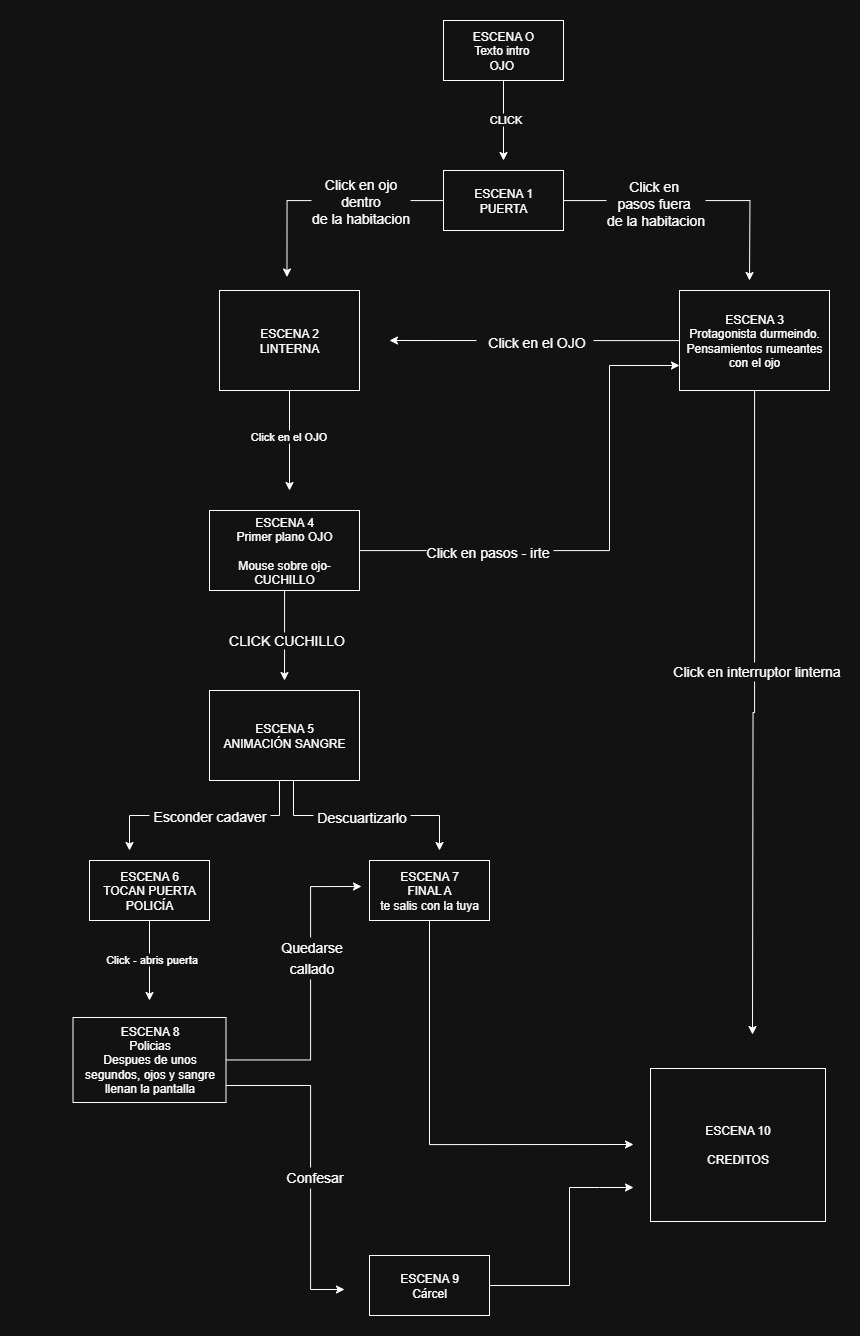 ESCENA O
Texto intro
OJO
CLICK
ESCENA 1
PUERTA
Click en ojo
dentro
de la habitacion
Click en
pasos fuera
de la habitacion
ESCENA 2
LINTERNA
ESCENA 3
Protagonista durmeindo.
Pensamientos rumeantes
con el ojo
Click en el OJO
Click en el OJO
ESCENA 4
Primer plano OJO
Mouse sobre ojo-
CUCHILLO
Click en pasos - irte
CLICK CUCHILLO
Click en interruptor linterna
ESCENA 5
ANIMACIÓN SANGRE
Esconder cadaver
Descuartizarlo
ESCENA 6
TOCAN PUERTA
POLICÍA
ESCENA 7
FINAL A
te salis con la tuya
Click - abris puerta
Quedarse
callado
ESCENA 8
Policias
Despues de unos
segundos, ojos y sangre
llenan la pantalla
Confesar
ESCENA 10
CREDITOS
ESCENA 9
Cárcel